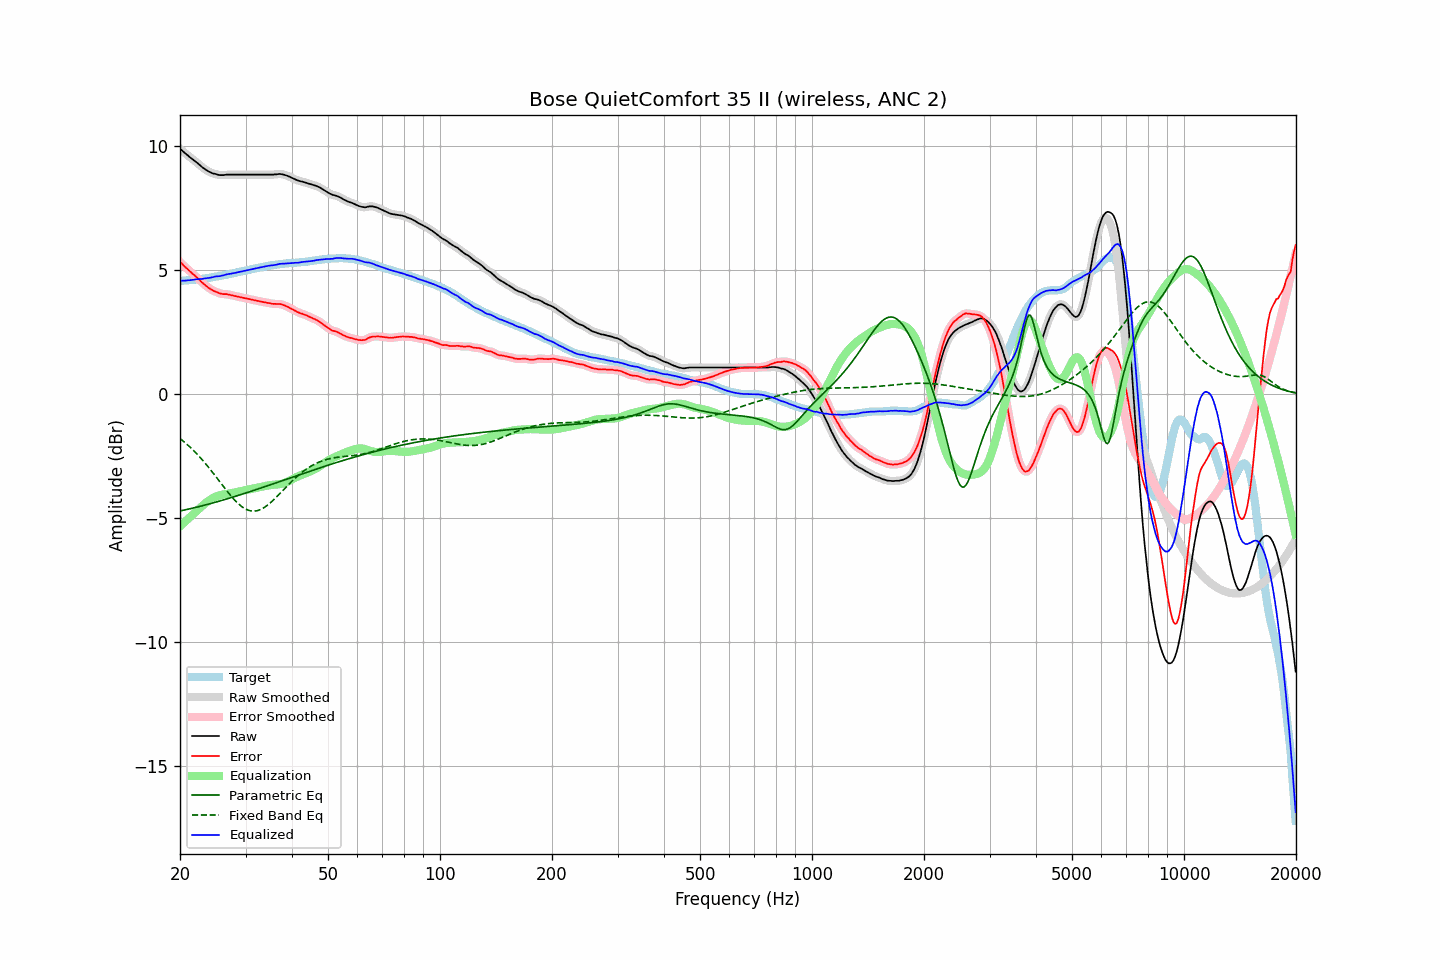 Bose QuietComfort 35 II (wireless, ANC 2)
Amplitude (dBr)
10
5
0
−5
−10
−15
Target
Raw Smoothed
Error Smoothed
Raw
Error
Equalization
Parametric Eq
Fixed Band Eq
Equalized
20 50 100 200 500 1000 2000 5000 10000 20000
Frequency (Hz)